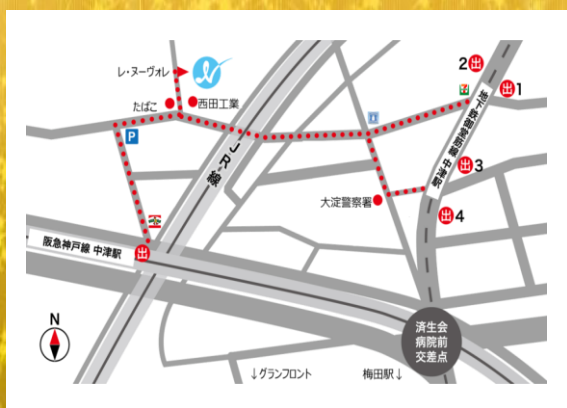 2出
出1
レ・ヌーヴォレ
たばこ
西田工業
P
JR線
地下鉄御堂筋線 中津駅
出3
大淀警察署
出4
阪急神戸線 中津駅
出
済生会
病院前
交差点
N
↓グランフロント
梅田駅↓